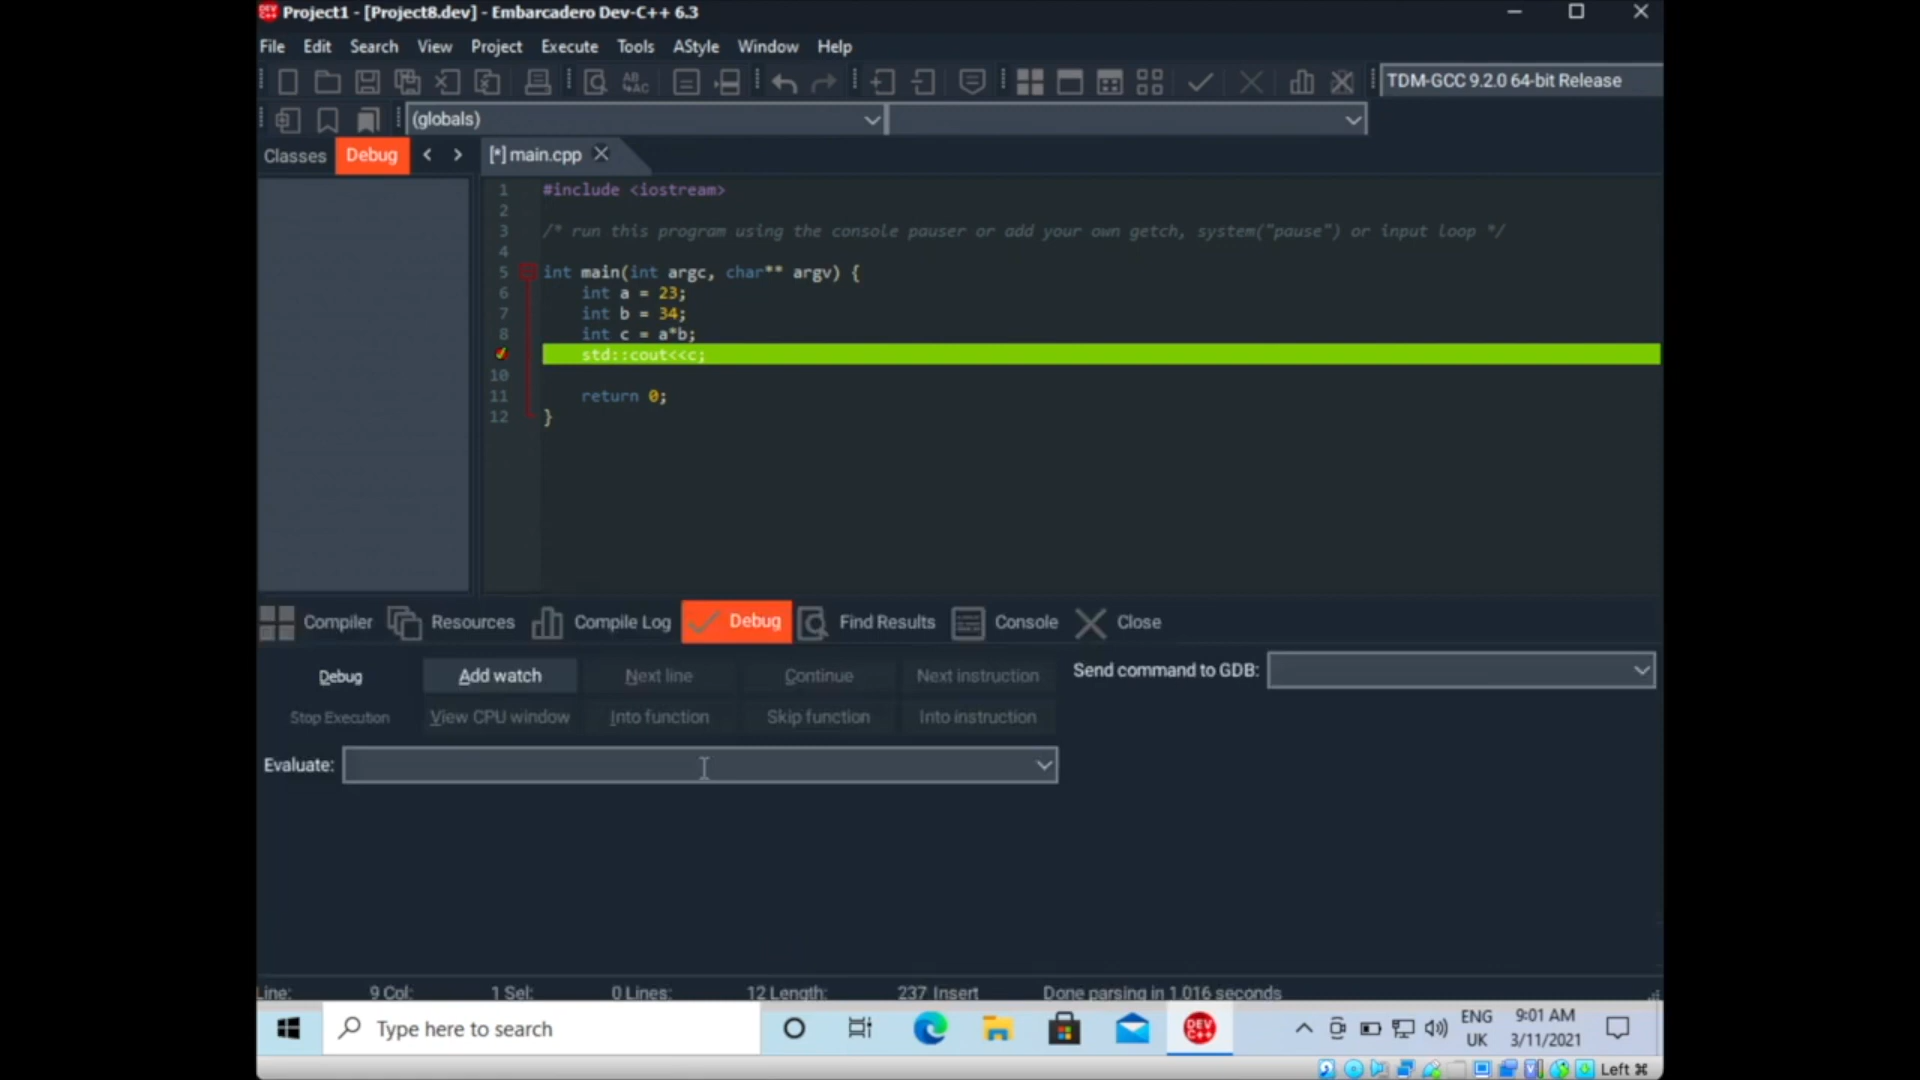 Project1 - [Project8.dev] - Embarcadero Dev-C++ 6.3
File Edit Search View Project Execute Tools AStyle Window Help
TDM-GCC 9.2.0 64-bit Release
(globals)
Classes Debug [*] main.cpp
1 #include <iostream>
2
3 /* run this program using the console pauser or add your own getch, system("pause") or input loop */
4
5 int main(int argc, char** argv) {
6 int a = 23;
7 int b = 34;
8 int c = a*b;
std::cout<<c;
10
11 return 0;
12 }
Compiler Resources Compile Log Debug Find Results Console Close
Debug Add watch Next line Continue Next instruction Send command to GDB:
Stop Execution View CPU window Into function Skip function Into instruction
Evaluate:
Line: 9 Col: 1 Sel: 0 Lines: 12 Length: 237 Insert Done parsing in 1.016 seconds
Type here to search
DEV C++
ENG
UK
9:01 AM
3/11/2021
Left ⌘